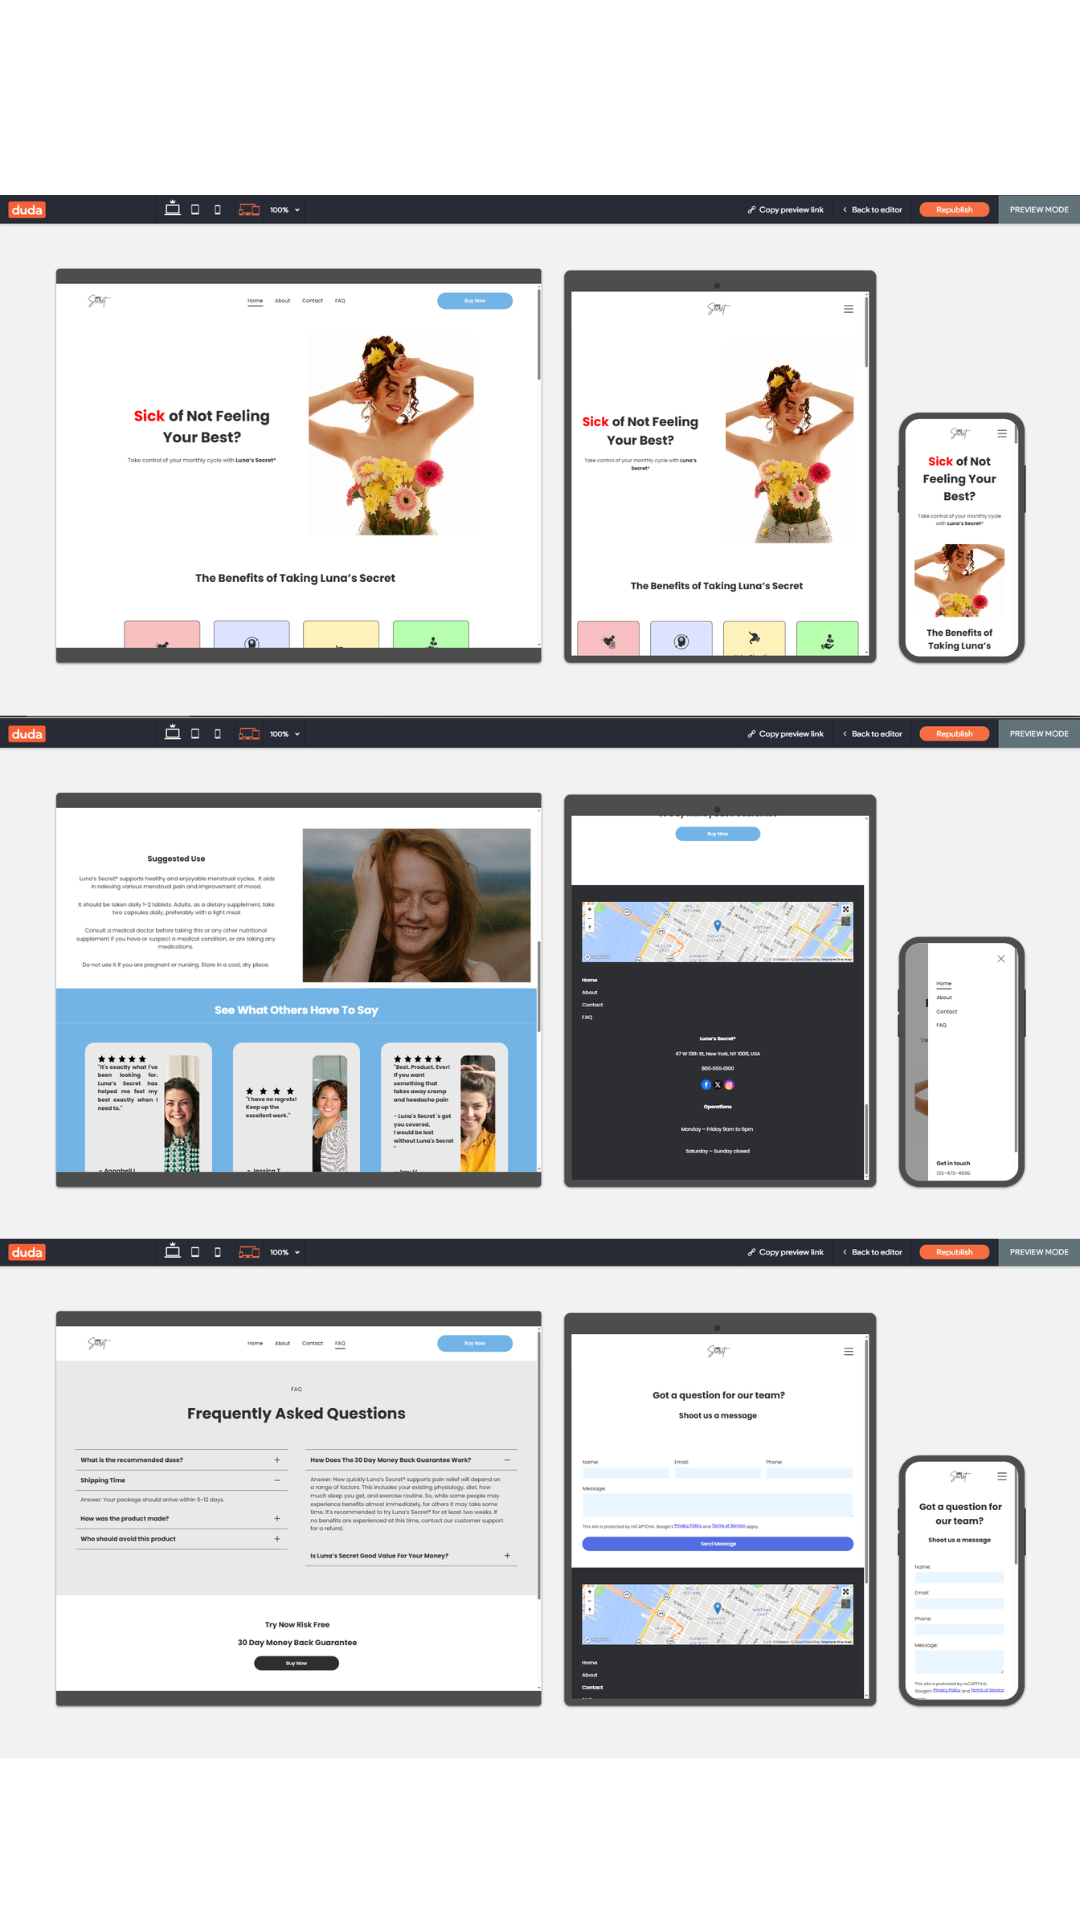 duda
100%
Copy preview link
Back to editor
Republish
PREVIEW MODE
Secret
Home
About
Contact
FAQ
Buy Now
Sick of Not Feeling
Your Best?
Take control of your monthly cycle with Luna's Secret®
The Benefits of Taking Luna's Secret
Secret
Sick of Not Feeling
Your Best?
Take control of your monthly cycle with Luna's
Secret®
The Benefits of Taking Luna's Secret
Secret
Sick of Not
Feeling Your
Best?
Take control of your monthly cycle
with Luna's Secret®
The Benefits of
Taking Luna's
duda
100%
Copy preview link
Back to editor
Republish
PREVIEW MODE
Suggested Use
Luna's Secret® supports healthy and enjoyable menstrual cycles. It aids
in relieving various menstrual pain and improvement of mood.
It should be taken daily 1-2 tablets, Adults, as a dietary supplement, take
two capsules daily, preferably with a light meal
Consult a medical doctor before taking this or any other nutritional
supplement if you have or suspect a medical condition, or are taking any
medications.
Do not use it if you are pregnant or nursing. Store in a cool, dry place.
See What Others Have To Say
"It's exactly what I've
been looking for.
Luna's Secret has
helped me feel my
best exactly when I
need to."
- Annabell L
"I have no regrets!
Keep up the
excellent work."
- Jessica T
"Best. Product. Ever!
If you want
something that
takes away cramp
and headache pain
- Luna's Secret's got
you covered.
I would be lost
without Luna's Secret
"
30 Day Money Back Guarantee
Buy Now
Home
About
Contact
FAQ
Luna's Secret®
47 W 13th St, New York, NY 10011, USA
800-555-0100
Operations
Monday – Friday 9am to 6pm
Saturday – Sunday closed
Home
About
Contact
FAQ
Get in touch
135-475-4695
duda
100%
Copy preview link
Back to editor
Republish
PREVIEW MODE
Secret
Home
About
Contact
FAQ
Buy Now
FAQ
Frequently Asked Questions
What is the recommended dose?
Shipping Time
Answer: Your package should arrive within 6-12 days.
How was the product made?
Who should avoid this product
How Does The 30 Day Money Back Guarantee Work?
Answer: How quickly Luna's Secret® supports pain relief will depend on
a range of factors. This includes your existing physiology, diet, how
much sleep you get, and exercise routine. So, while some people may
experience benefits almost immediately, for others it may take some
time. It's recommended to try Luna's Secret® for at least two weeks. If
no benefits are experienced at this time, contact our customer support
for a refund.
Is Luna's Secret Good Value For Your Money?
Try Now Risk Free
30 Day Money Back Guarantee
Buy Now
Secret
Got a question for our team?
Shoot us a message
Name:
Email:
Phone:
Message:
This site is protected by reCAPTCHA. Google's Privacy Policy and Terms of Service apply.
Send Message
Home
About
Contact
Secret
Got a question for
our team?
Shoot us a message
Name:
Email:
Phone:
Message:
This site is protected by reCAPTCHA.
Google's Privacy Policy and Terms of Service